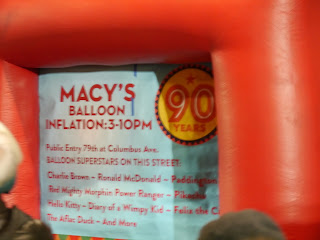 MACY'S
BALLOON
INFLATION: 3-10PM
90
YEARS
Public Entry 79th at Columbus Ave.
BALLOON SUPERSTARS ON THIS STREET:
Charlie Brown ~ Ronald McDonald ~ Paddington
Red Mighty Morphin Power Ranger ~ Pikachu
Hello Kitty ~ Diary of a Wimpy Kid ~ Felix the C
The Aflac Duck ~ And More